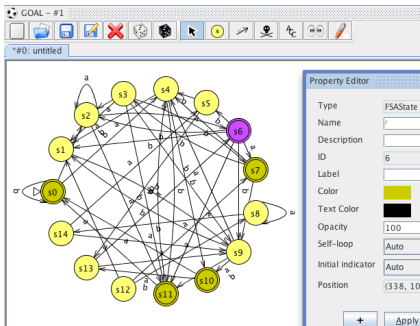 GOAL – #1
*#0: untitled
Property Editor
Type FSAState
Name
Description
ID 6
Label
Color
Text Color
Opacity 100
Self-loop Auto
Initial indicator Auto
Position (338, 10
+ Apply
a
s4
s3
s5
s2
s6
s1
s7
s0
s8
s14
s9
s13
s10
s12
s11